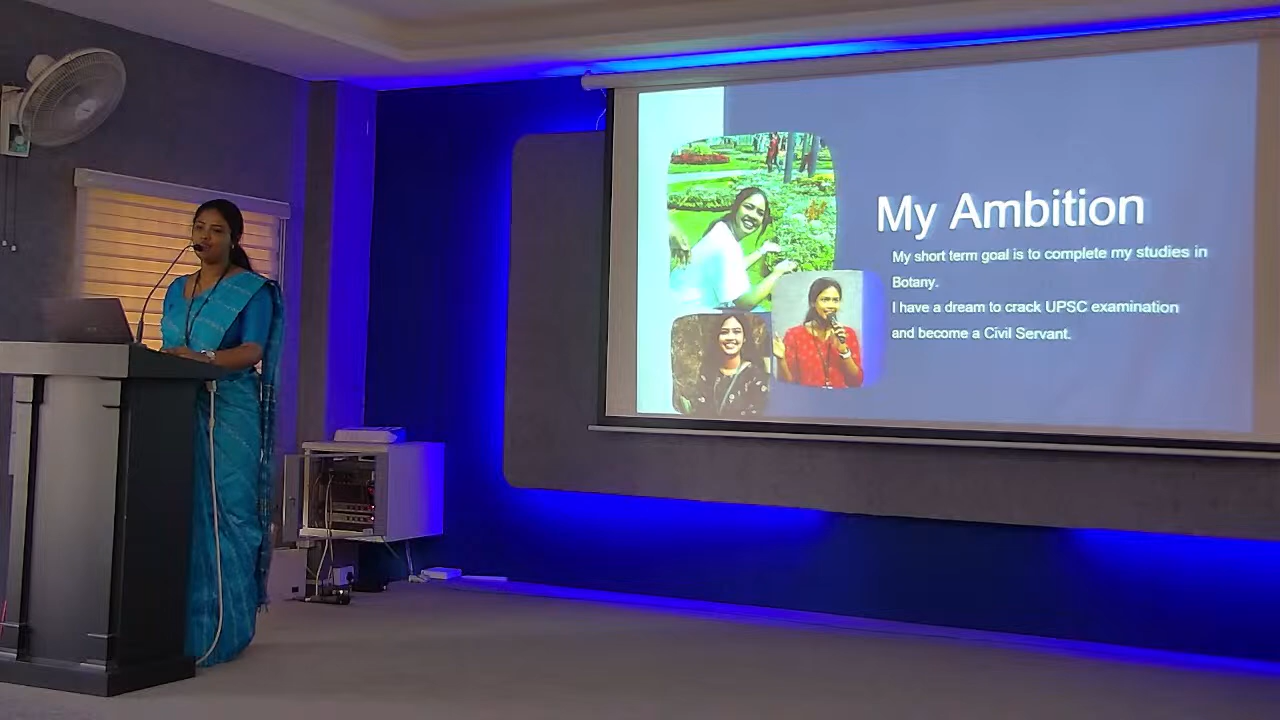 My Ambition
My short term goal is to complete my studies in
Botany.
I have a dream to crack UPSC examination
and become a Civil Servant.